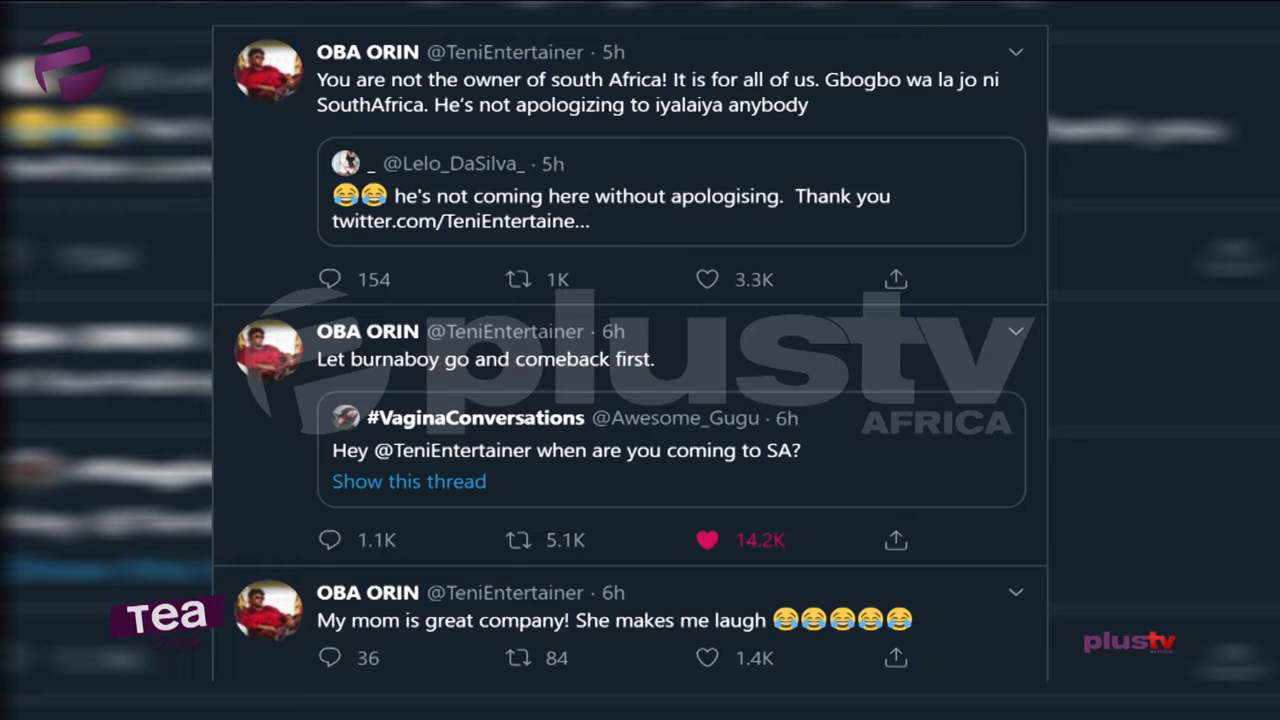 OBA ORIN @TeniEntertainer · 5h
You are not the owner of south Africa! It is for all of us. Gbogbo wa la jo ni
SouthAfrica. He's not apologizing to iyalaiya anybody
_ @Lelo_DaSilva_ · 5h
😂😂 he's not coming here without apologising. Thank you
twitter.com/TeniEntertaine...
154 1K 3.3K
OBA ORIN @TeniEntertainer · 6h
Let burnaboy go and comeback first.
#VaginaConversations @Awesome_Gugu · 6h
Hey @TeniEntertainer when are you coming to SA?
Show this thread
1.1K 5.1K 14.2K
OBA ORIN @TeniEntertainer · 6h
My mom is great company! She makes me laugh 😂😂😂😂😂
36 84 1.4K
plustv
AFRICA
Tea
plustv